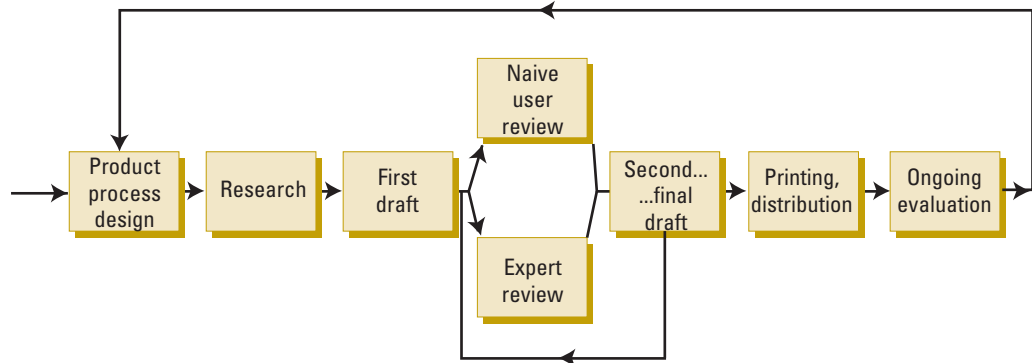 Product
process
design
Research
First
draft
Naive
user
review
Expert
review
Second...
...final
draft
Printing,
distribution
Ongoing
evaluation